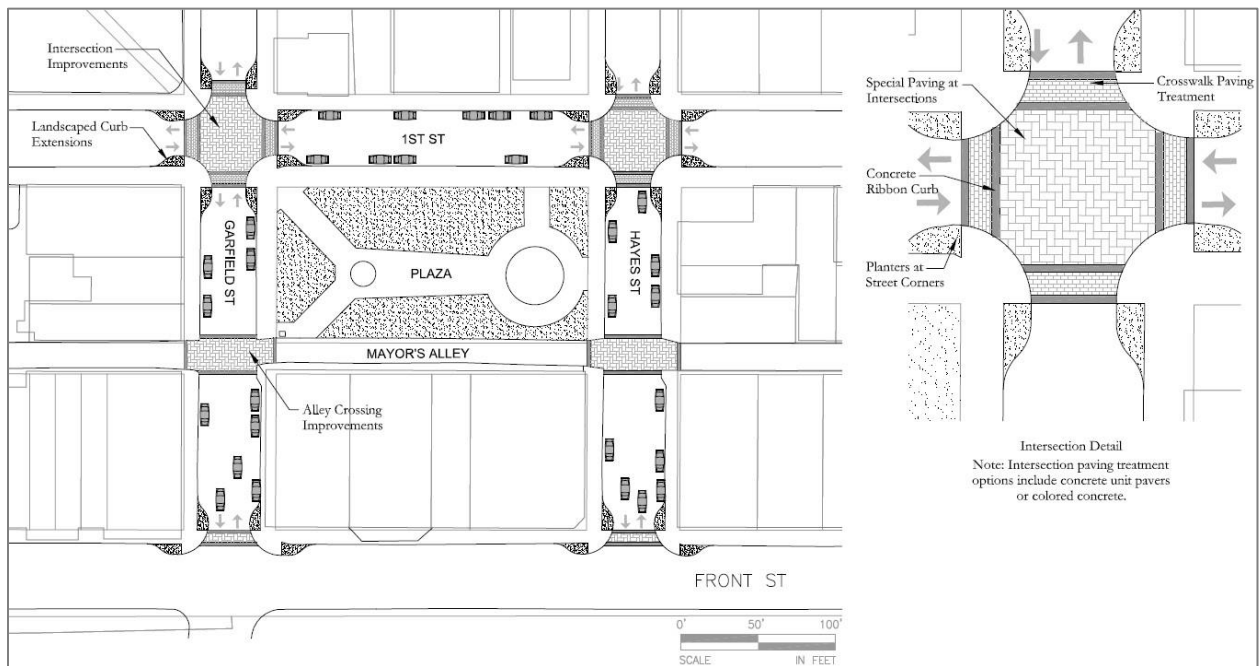 Intersection
Improvements
Landscaped Curb
Extensions
1ST ST
GARFIELD ST
PLAZA
HAYES ST
MAYOR'S ALLEY
Alley Crossing
Improvements
FRONT ST
0' 50' 100'
SCALE IN FEET
Special Paving at
Intersections
Crosswalk Paving
Treatment
Concrete
Ribbon Curb
Planters at
Street Corners
Intersection Detail
Note: Intersection paving treatment
options include concrete unit pavers
or colored concrete.